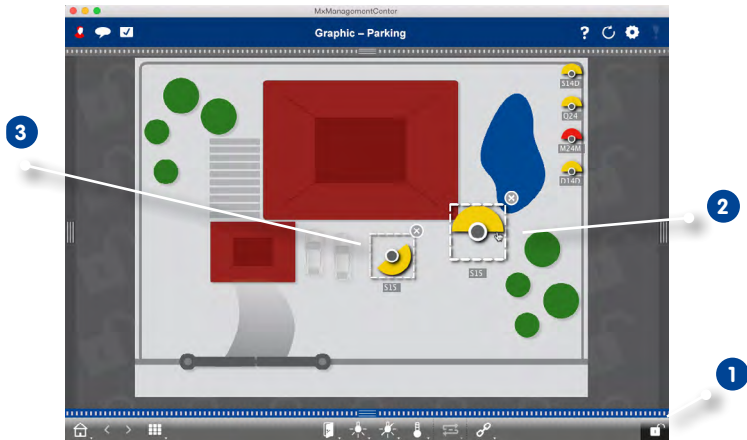 MxManagementCenter
Graphic – Parking
?
S14D
Q24
M24M
D14D
3
2
S15
S15
1